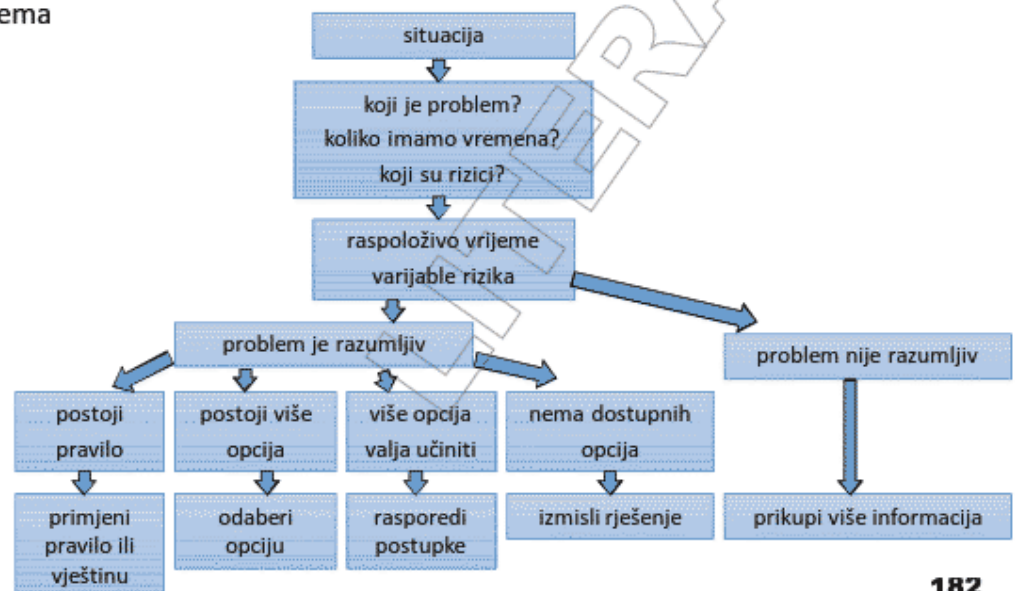 ema
situacija
koji je problem?
koliko imamo vremena?
koji su rizici?
raspoloživo vrijeme
varijable rizika
problem je razumljiv
problem nije razumljiv
postoji
pravilo
postoji više
opcija
više opcija
valja učiniti
nema dostupnih
opcija
primjeni
pravilo ili
vještinu
odaberi
opciju
rasporedi
postupke
izmisli rješenje
prikupi više informacija
182
LITERA